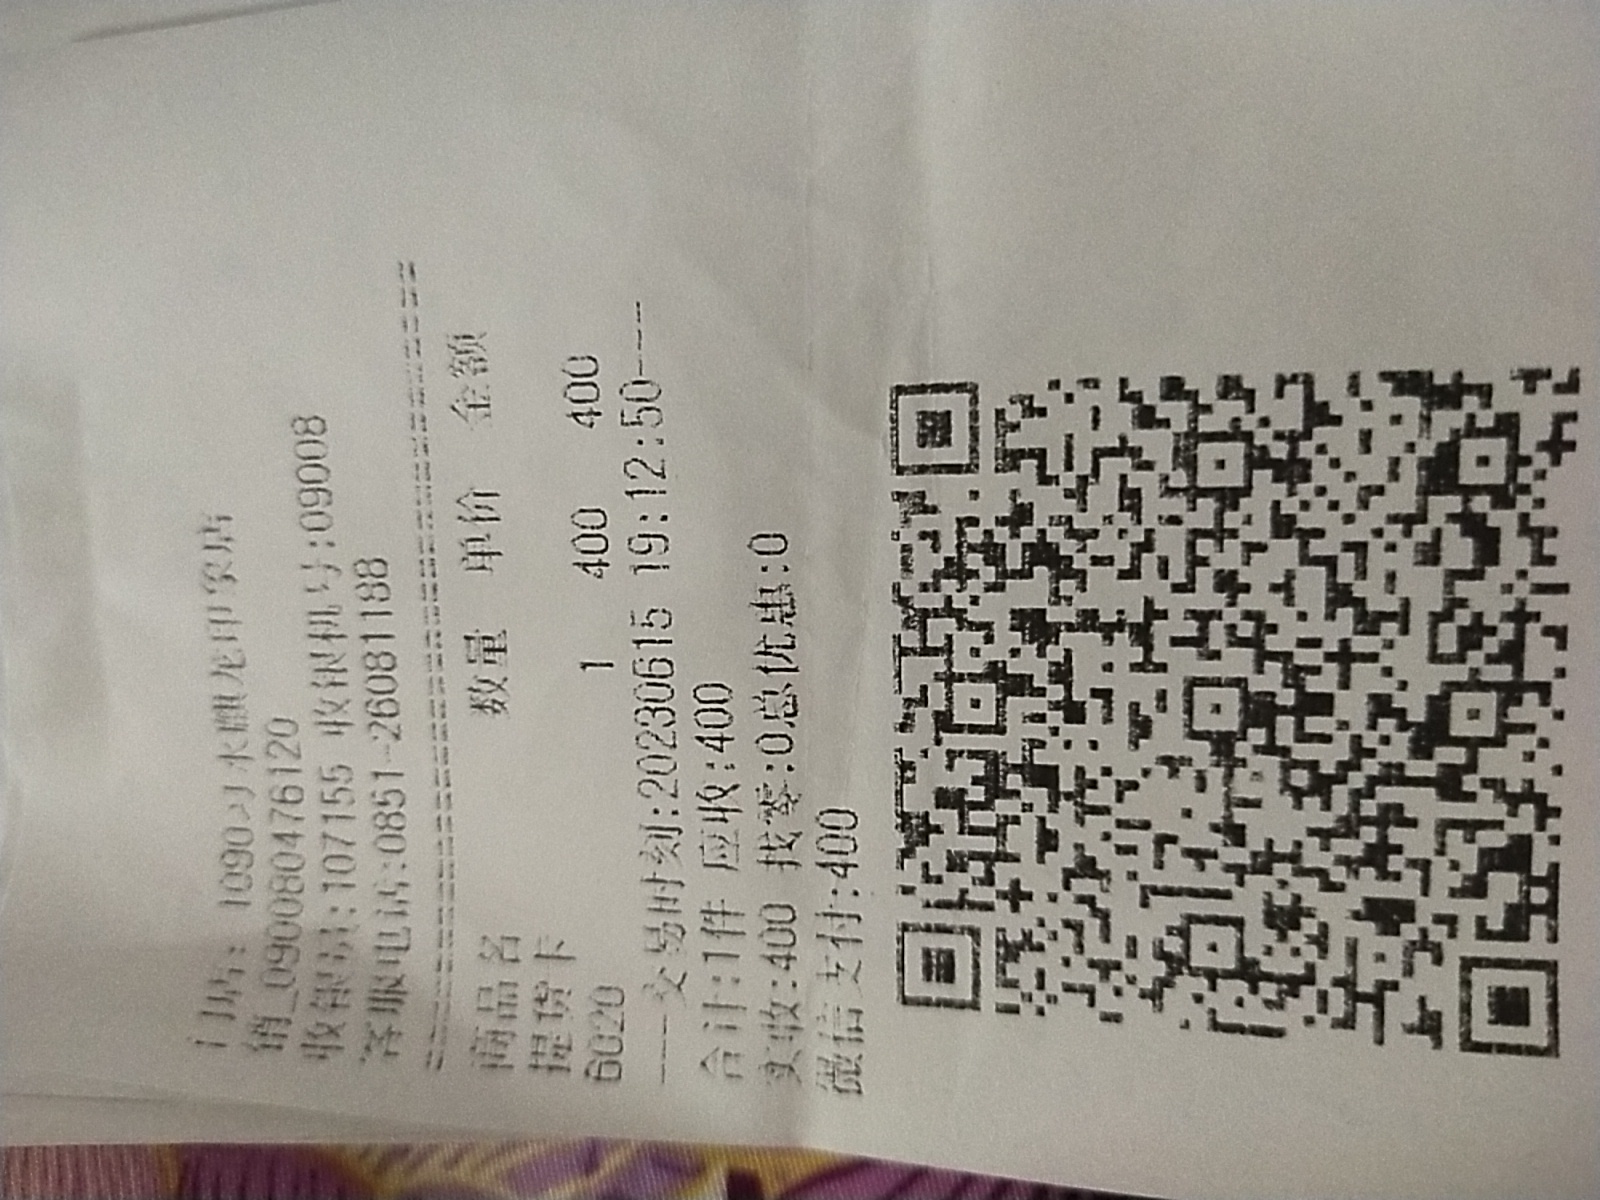 门店: 1090习水麒龙印象店
销_090080476120
收银员:107155 收银机号:09008
客服电话:0851-26081188
商品名 数量 单价 金额
提货卡
6020 1 400 400
----交易时刻:20230615 19:12:50----
合计:1件 应收:400
实收:400 找零:0总优惠:0
微信支付:400